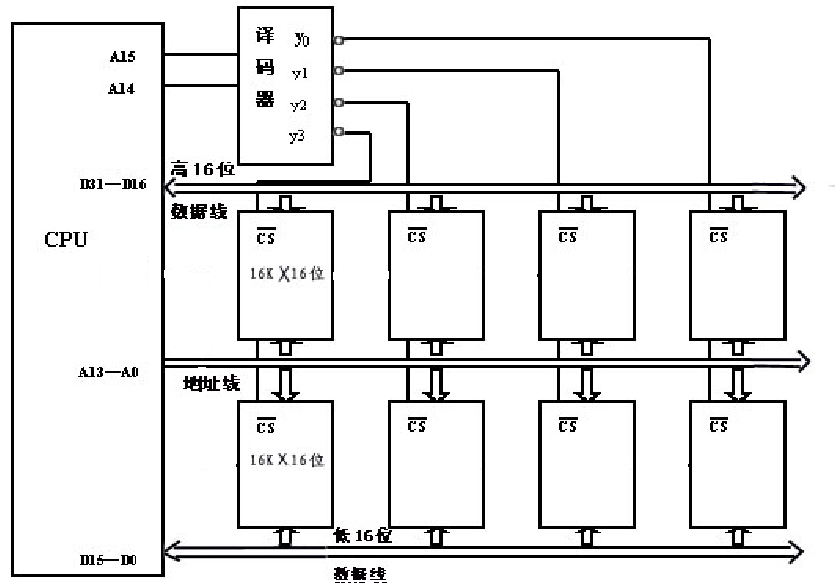 A15
A14
译码器
y0
y1
y2
y3
高16位
D31—D16
数据线
CPU
CS
CS
CS
CS
16K X 16位
A13—A0
地址线
CS
CS
CS
CS
16K X 16位
低16位
D15—D0
数据线